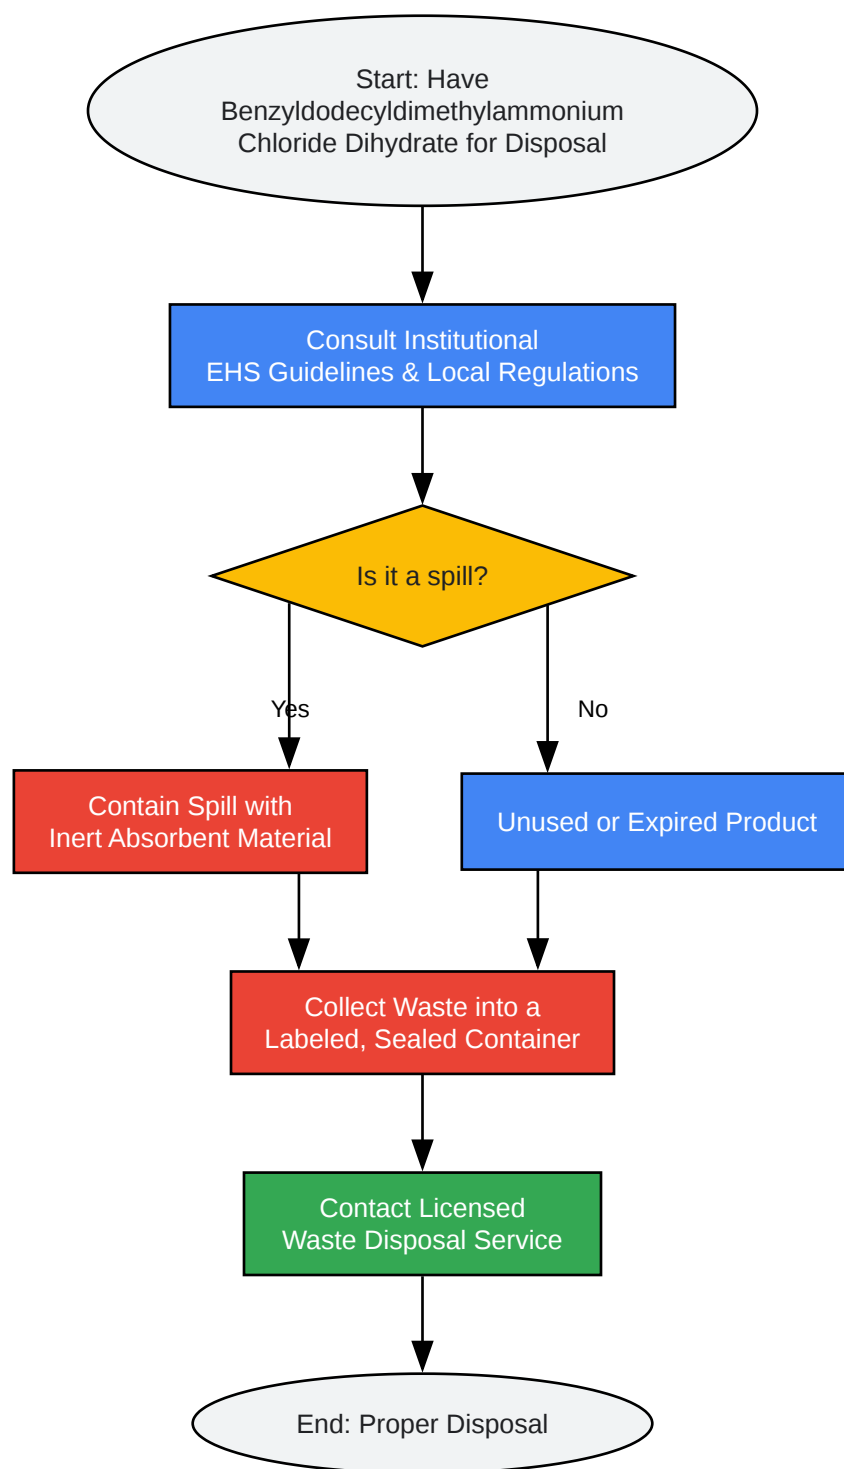 Start: Have
Benzyldodecyldimethylammonium
Chloride Dihydrate for Disposal
Consult Institutional
EHS Guidelines & Local Regulations
Is it a spill?
Yes
No
Contain Spill with
Inert Absorbent Material
Unused or Expired Product
Collect Waste into a
Labeled, Sealed Container
Contact Licensed
Waste Disposal Service
End: Proper Disposal